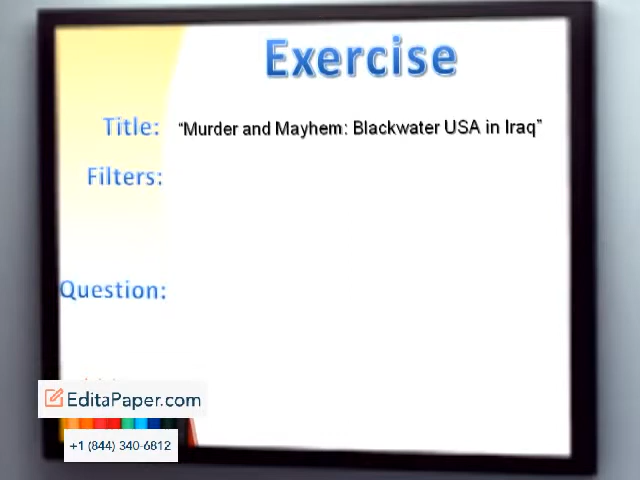 Exercise
Title: "Murder and Mayhem: Blackwater USA in Iraq"
Filters:
Question:
EditaPaper.com
+1 (844) 340-6812